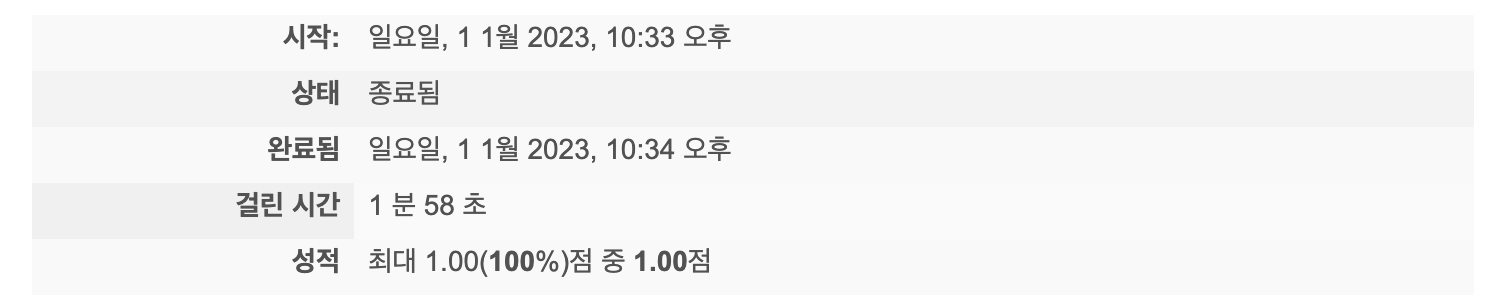 시작: 일요일, 1 1월 2023, 10:33 오후
상태 종료됨
완료됨 일요일, 1 1월 2023, 10:34 오후
걸린 시간 1 분 58 초
성적 최대 1.00(100%)점 중 1.00점